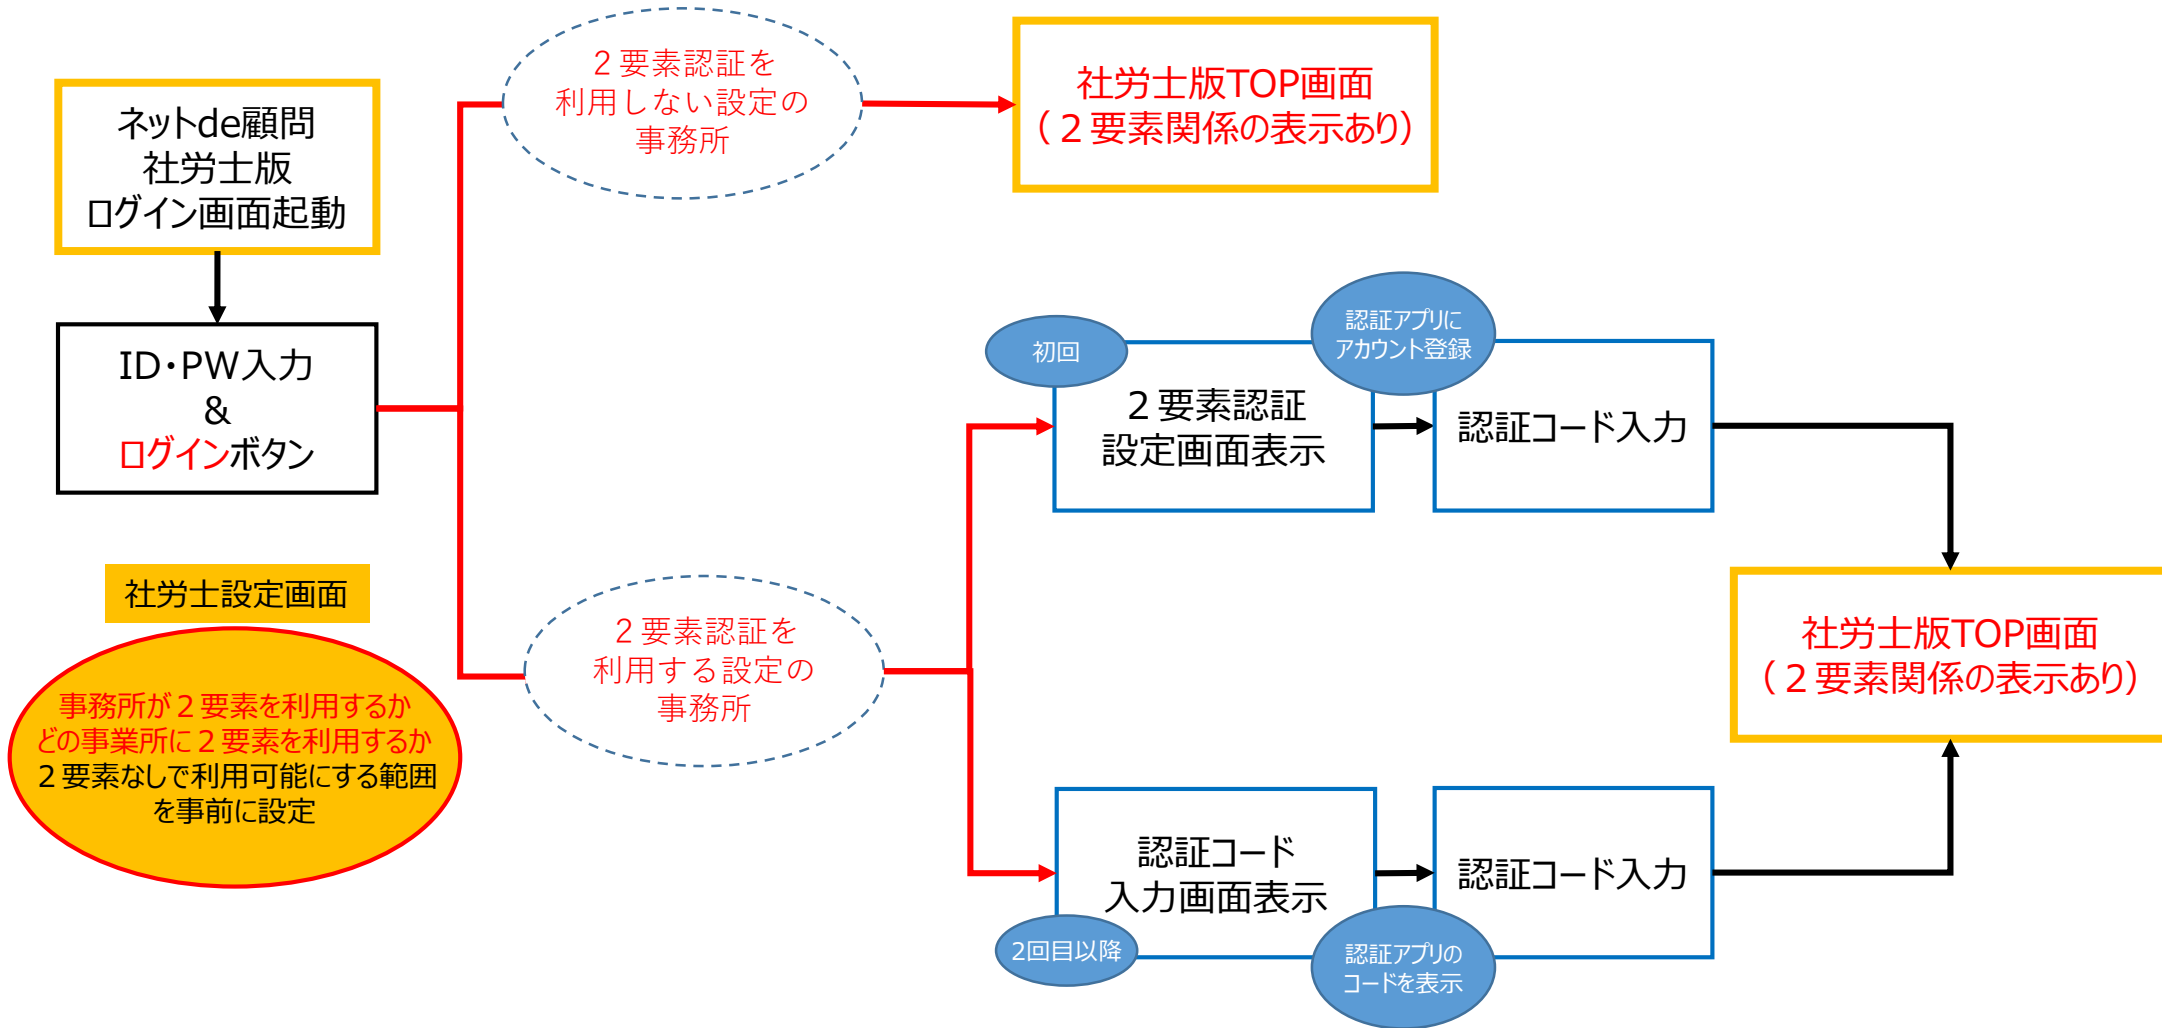 ネットde顧問
社労士版
ログイン画面起動
ID・PW入力
&
ログインボタン
２要素認証を
利用しない設定の
事務所
社労士版TOP画面
（２要素関係の表示あり）
社労士設定画面
事務所が２要素を利用するか
どの事業所に２要素を利用するか
２要素なしで利用可能にする範囲
を事前に設定
２要素認証を
利用する設定の
事務所
初回
２要素認証
設定画面表示
認証アプリに
アカウント登録
認証コード入力
認証コード
入力画面表示
2回目以降
認証コード入力
認証アプリの
コードを表示
社労士版TOP画面
（２要素関係の表示あり）